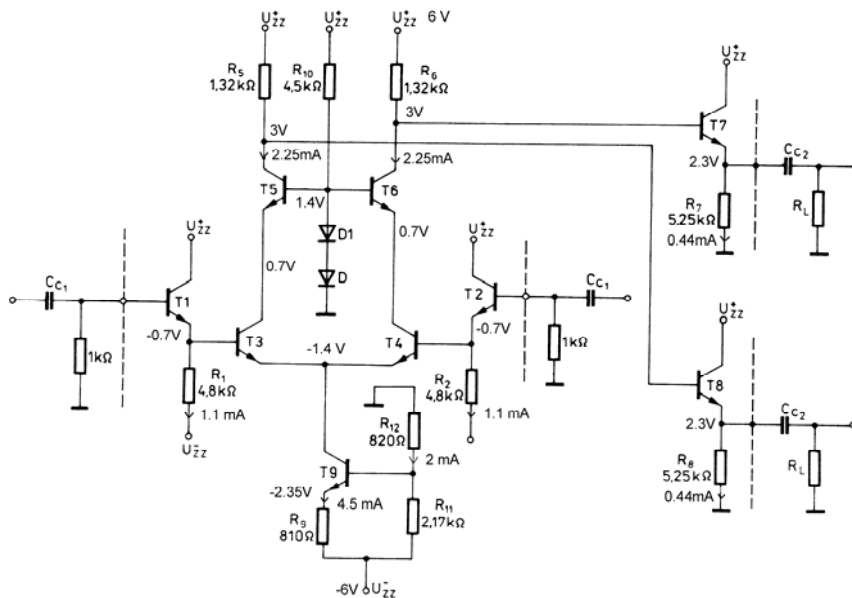 U⁺zz U⁺zz U⁺zz 6 V
R5 1,32kΩ
R10 4,5kΩ
R6 1,32kΩ
U⁺zz
3V
3V
T7
2.25mA
2.25mA
T5
T6
1.4V
2.3V
Cc2
R7 5,25kΩ
0.44mA
RL
D1
D
U⁺zz
0.7V
0.7V
U⁺zz
Cc1
T1
T2
Cc1
-0.7V
-0.7V
U⁺zz
1kΩ
T3
-1.4 V
T4
1kΩ
R1 4,8kΩ
R2 4,8kΩ
T8
1.1 mA
R12 820Ω
1.1 mA
2.3V
Cc2
U⁻zz
2 mA
R8 5,25kΩ
0.44mA
RL
T9
-2.35V
4.5 mA
R9 810Ω
R11 2,17kΩ
-6V U⁻zz